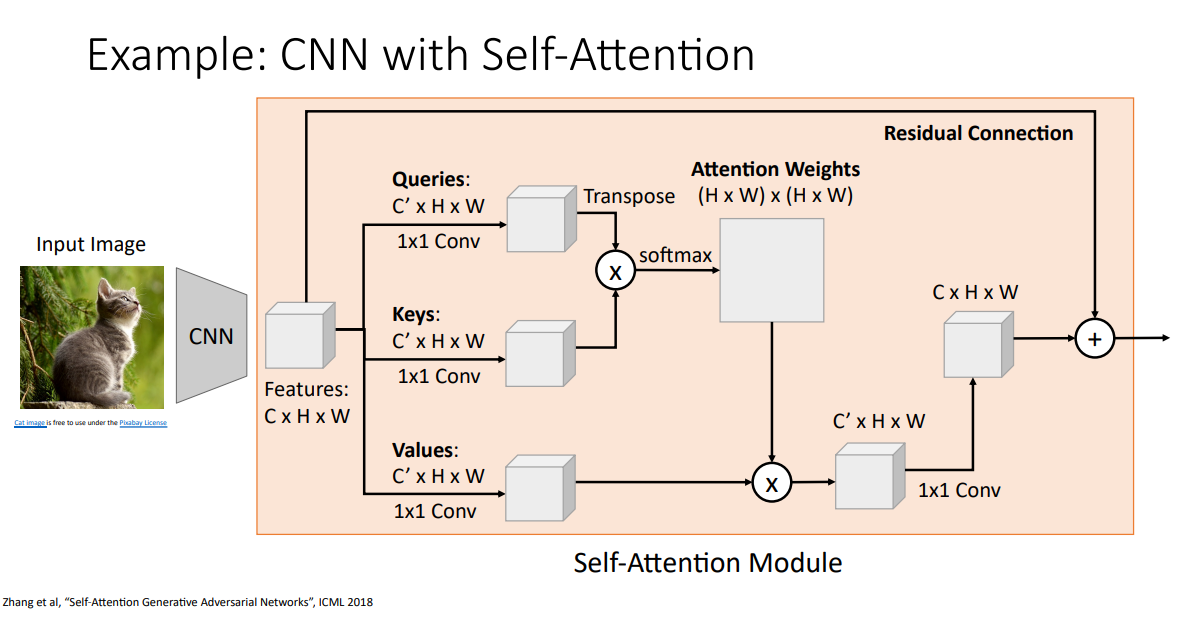 Example: CNN with Self-Attention
Residual Connection
Attention Weights
(H x W) x (H x W)
Queries:
C’ x H x W
1x1 Conv
Transpose
x
softmax
Input Image
CNN
Cat image is free to use under the Pixabay License
Features:
C x H x W
Keys:
C’ x H x W
1x1 Conv
Values:
C’ x H x W
1x1 Conv
x
C’ x H x W
1x1 Conv
C x H x W
+
Self-Attention Module
Zhang et al, “Self-Attention Generative Adversarial Networks”, ICML 2018